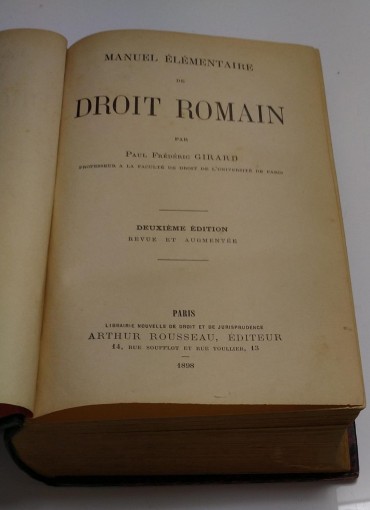 MANUEL ÉLÉMENTAIRE
DE
DROIT ROMAIN
PAR
PAUL FRÉDÉRIC GIRARD
PROFESSEUR A LA FACULTÉ DE DROIT DE L'UNIVERSITÉ DE PARIS
DEUXIÈME ÉDITION
REVUE ET AUGMENTÉE
PARIS
LIBRAIRIE NOUVELLE DE DROIT ET DE JURISPRUDENCE
ARTHUR ROUSSEAU, ÉDITEUR
14, RUE SOUFFLOT ET RUE TOULLIER, 13
1898